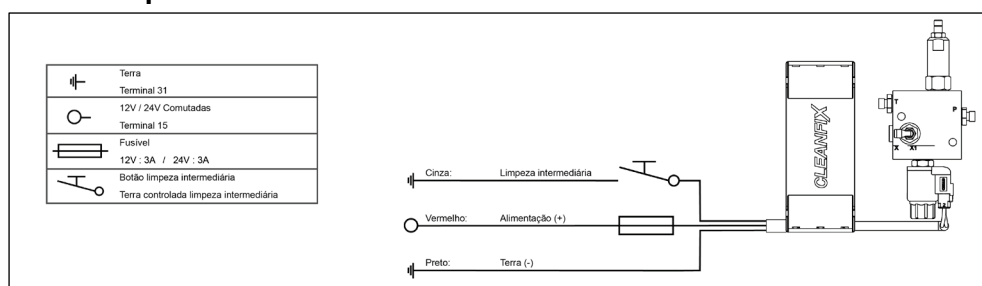 Terra
Terminal 31
12V / 24V Comutadas
Terminal 15
Fusível
12V : 3A / 24V : 3A
Botão limpeza intermediária
Terra controlada limpeza intermediária
Cinza: Limpeza intermediária
Vermelho: Alimentação (+)
Preto: Terra (-)
CLEANFIX
T
P
X X1